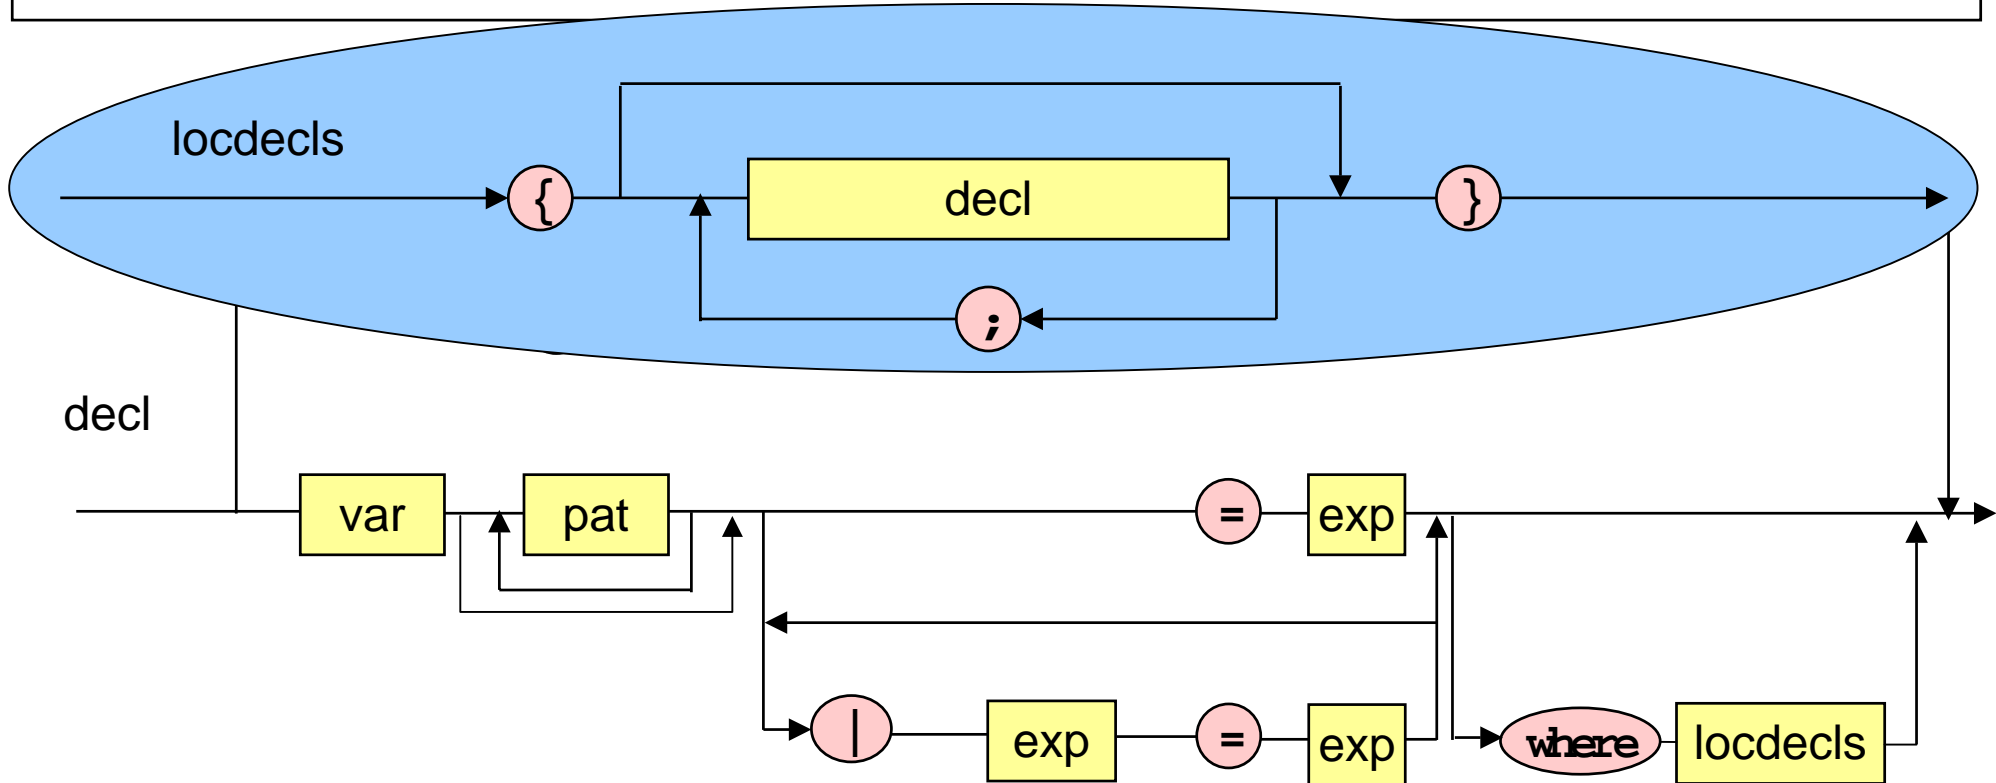 locdecls
{ decl }
;
decl
var pat = exp
| exp = exp where locdecls